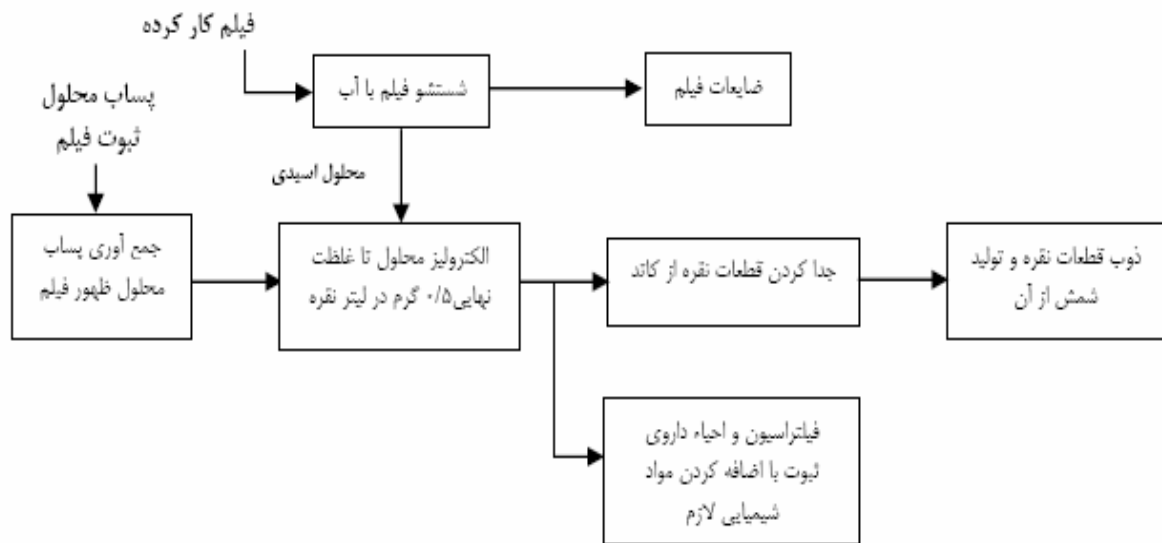 فیلم کار کرده
شستشو فیلم با آب
ضایعات فیلم
پساب محلول
ثبوت فیلم
محلول اسیدی
جمع آوری پساب
محلول ظهور فیلم
الکترولیز محلول تا غلظت
نهایی۰/۵ گرم در لیتر نقره
جدا کردن قطعات نقره از کاتد
ذوب قطعات نقره و تولید
شمش از آن
فیلتراسیون و احیاء داروی
ثبوت با اضافه کردن مواد
شیمیایی لازم